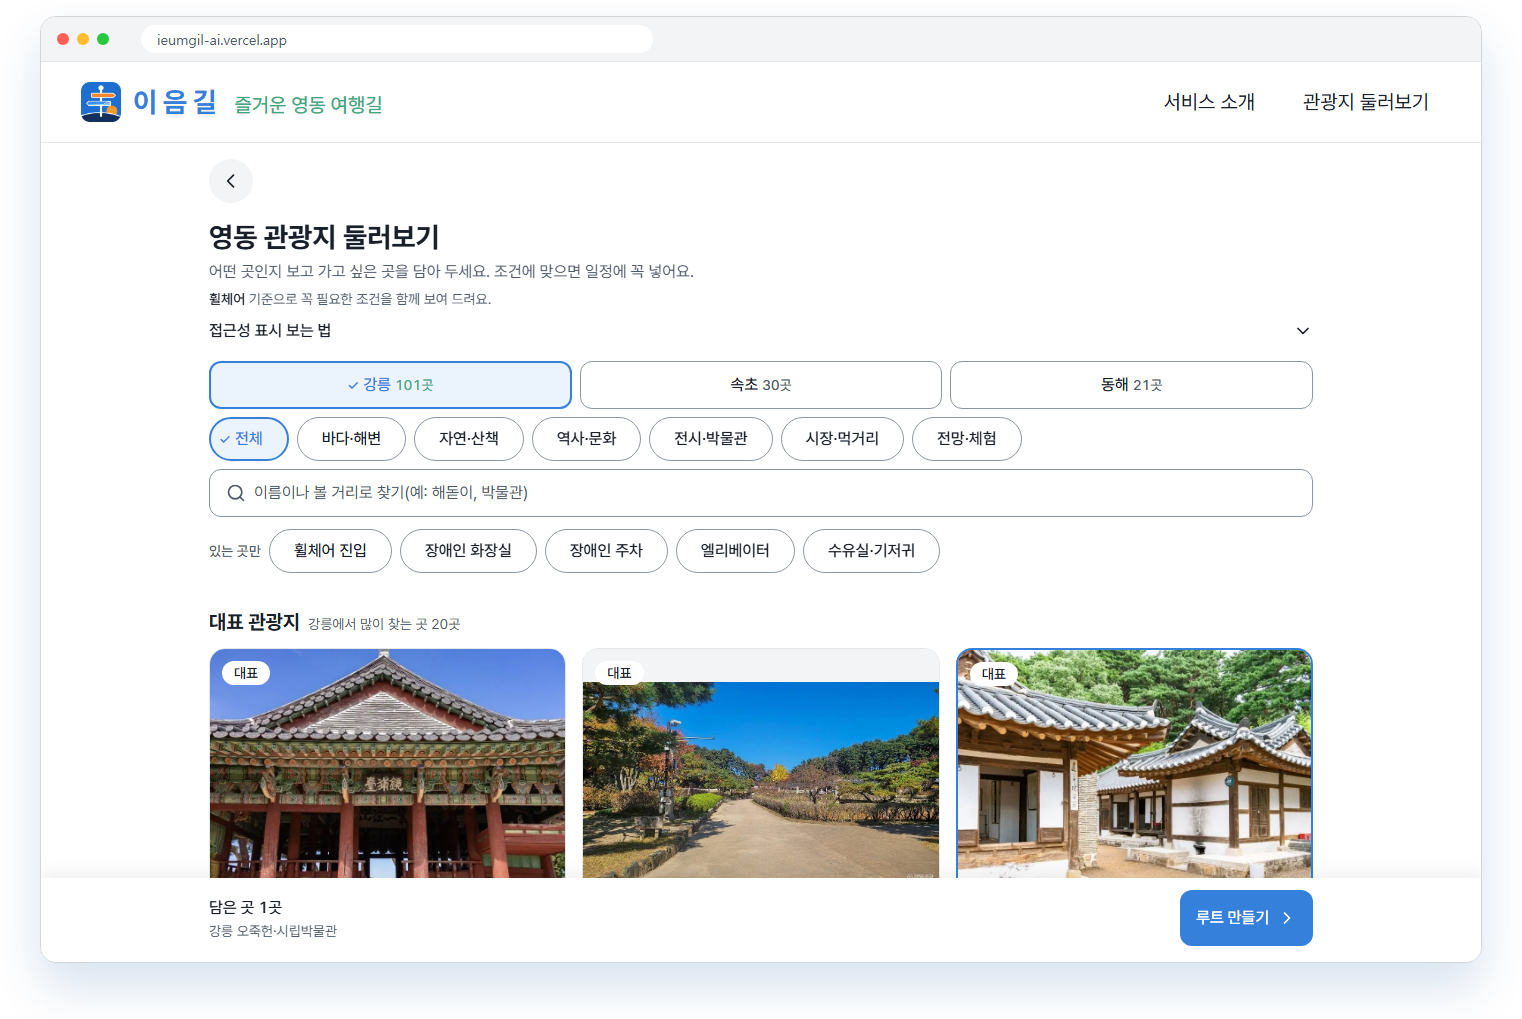 ieumgil-ai.vercel.app
이음길 즐거운 영동 여행길
서비스 소개 관광지 둘러보기
영동 관광지 둘러보기
어떤 곳인지 보고 가고 싶은 곳을 담아 두세요. 조건에 맞으면 일정에 꼭 넣어요.
휠체어 기준으로 꼭 필요한 조건을 함께 보여 드려요.
접근성 표시 보는 법
강릉 101곳 속초 30곳 동해 21곳
전체 바다·해변 자연·산책 역사·문화 전시·박물관 시장·먹거리 전망·체험
이름이나 볼 거리로 찾기(예: 해돋이, 박물관)
있는 곳만 휠체어 진입 장애인 화장실 장애인 주차 엘리베이터 수유실·기저귀
대표 관광지 강릉에서 많이 찾는 곳 20곳
대표 대표 대표
담은 곳 1곳
강릉 오죽헌·시립박물관
루트 만들기